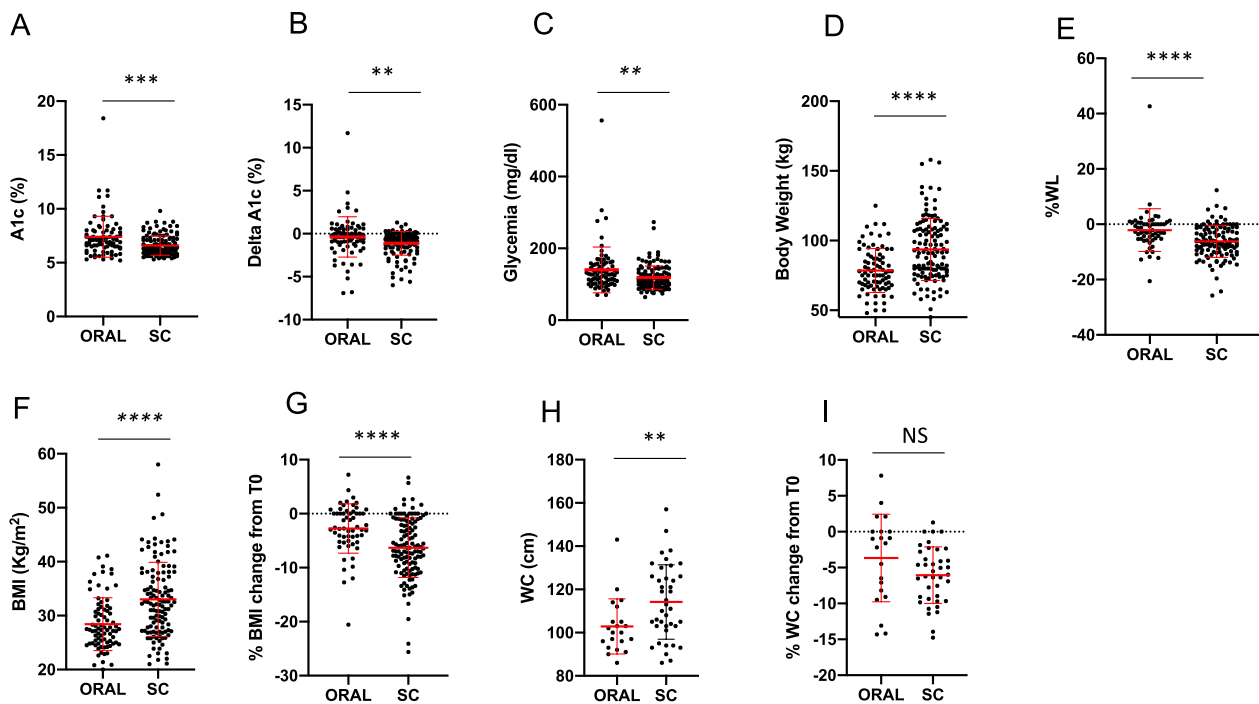 A
***
A1c (%)
20
15
10
5
0
ORAL SC
B
**
Delta A1c (%)
15
10
5
0
-5
-10
ORAL SC
C
**
Glycemia (mg/dl)
600
400
200
0
ORAL SC
D
****
Body Weight (kg)
200
150
100
50
ORAL SC
E
****
%WL
60
40
20
0
-20
-40
ORAL SC
F
****
BMI (Kg/m²)
60
50
40
30
20
ORAL SC
G
****
% BMI change from T0
10
0
-10
-20
-30
ORAL SC
H
**
WC (cm)
180
160
140
120
100
80
ORAL SC
I
NS
% WC change from T0
10
5
0
-5
-10
-15
-20
ORAL SC